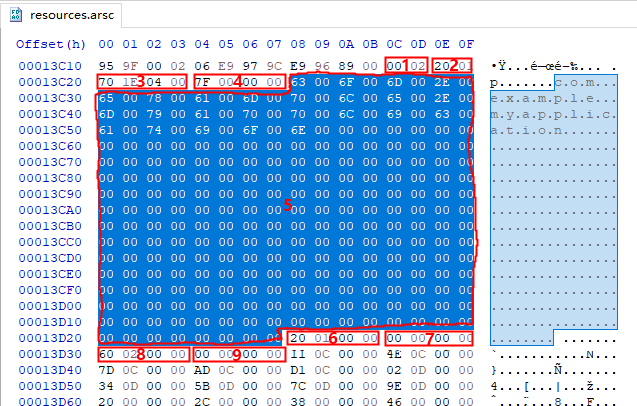 resources.arsc
Offset(h) 00 01 02 03 04 05 06 07 08 09 0A 0B 0C 0D 0E 0F
00013C10 95 9F 00 02 06 E9 97 9C E9 96 89 00 00 02 20 01 •Ÿ...é—œé–‰... .
1 2
00013C20 70 1E 04 00 7F 00 00 00 63 00 6F 00 6D 00 2E 00 p.......c.o.m...
3 4
00013C30 65 00 78 00 61 00 6D 00 70 00 6C 00 65 00 2E 00 e.x.a.m.p.l.e...
00013C40 6D 00 79 00 61 00 70 00 70 00 6C 00 69 00 63 00 m.y.a.p.p.l.i.c.
00013C50 61 00 74 00 69 00 6F 00 6E 00 00 00 00 00 00 00 a.t.i.o.n.......
00013C60 00 00 00 00 00 00 00 00 00 00 00 00 00 00 00 00 ................
00013C70 00 00 00 00 00 00 00 00 00 00 00 00 00 00 00 00 ................
00013C80 00 00 00 00 00 00 00 00 00 00 00 00 00 00 00 00 ................
00013C90 00 00 00 00 00 00 00 00 00 00 00 00 00 00 00 00 ................
00013CA0 00 00 00 00 00 00 00 00 00 00 00 00 00 00 00 00 ................
5
00013CB0 00 00 00 00 00 00 00 00 00 00 00 00 00 00 00 00 ................
00013CC0 00 00 00 00 00 00 00 00 00 00 00 00 00 00 00 00 ................
00013CD0 00 00 00 00 00 00 00 00 00 00 00 00 00 00 00 00 ................
00013CE0 00 00 00 00 00 00 00 00 00 00 00 00 00 00 00 00 ................
00013CF0 00 00 00 00 00 00 00 00 00 00 00 00 00 00 00 00 ................
00013D00 00 00 00 00 00 00 00 00 00 00 00 00 00 00 00 00 ................
00013D10 00 00 00 00 00 00 00 00 00 00 00 00 00 00 00 00 ................
00013D20 00 00 00 00 00 00 00 00 20 01 00 00 00 00 00 00 ........ .......
6 7
00013D30 60 02 00 00 00 00 00 00 11 0C 00 00 4E 0C 00 00 `...........N...
8 9
00013D40 7D 0C 00 00 AD 0C 00 00 D1 0C 00 00 02 0D 00 00 }.......Ñ.......
00013D50 34 0D 00 00 5B 0D 00 00 7C 0D 00 00 9E 0D 00 00 4...[...|...ž...
00013D60 20 00 00 00 2C 00 00 00 38 00 00 00 46 00 00 00 ...,...8...F...